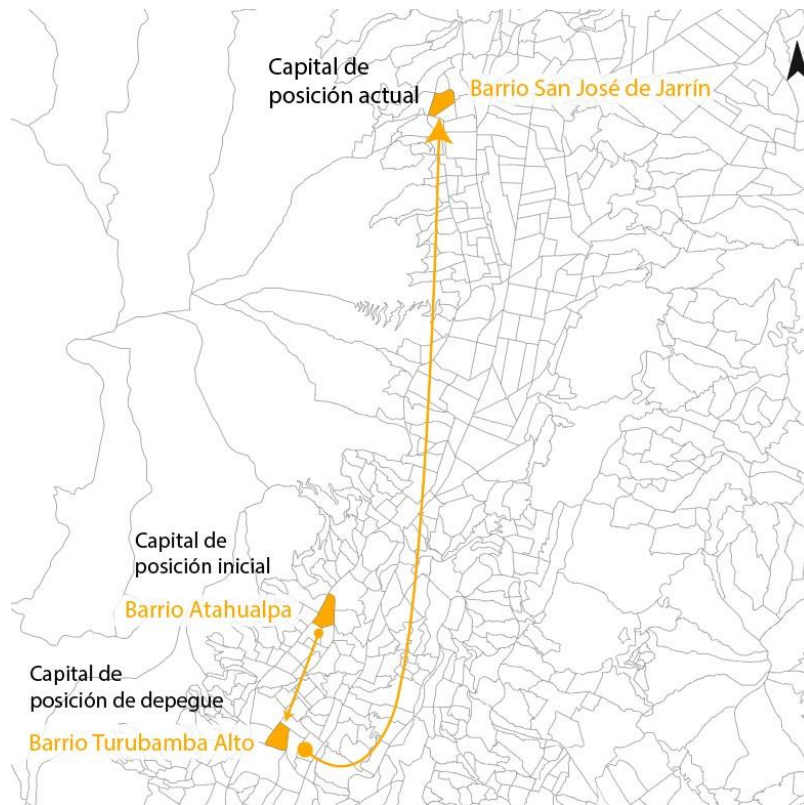 Capital de
posición actual
Barrio San José de Jarrín
Capital de
posición inicial
Barrio Atahualpa
Capital de
posición de depegue
Barrio Turubamba Alto